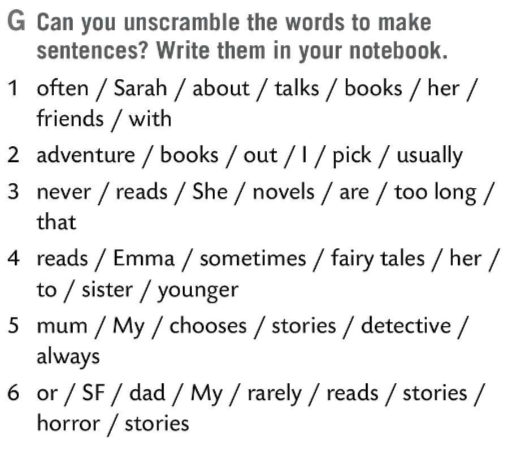 G Can you unscramble the words to make
sentences? Write them in your notebook.
1 often / Sarah / about / talks / books / her /
friends / with
2 adventure / books / out / I / pick / usually
3 never / reads / She / novels / are / too long /
that
4 reads / Emma / sometimes / fairy tales / her /
to / sister / younger
5 mum / My / chooses / stories / detective /
always
6 or / SF / dad / My / rarely / reads / stories /
horror / stories